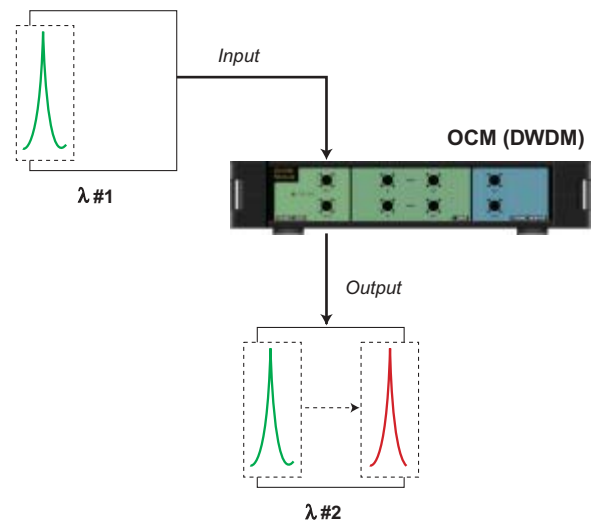 Input
OCM (DWDM)
λ #1
Output
λ #2